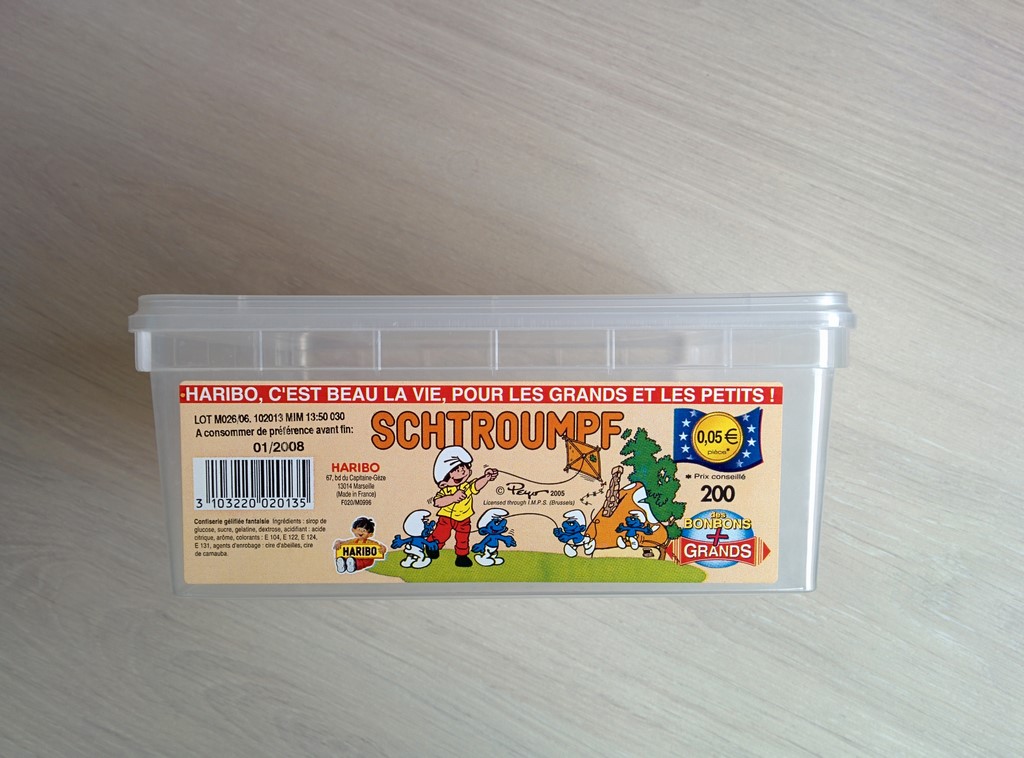 HARIBO, C'EST BEAU LA VIE, POUR LES GRANDS ET LES PETITS !
LOT M026/06. 102013 MIM 13:50 030
A consommer de préférence avant fin:
01/2008
SCHTROUMPF
0,05 €
pièce*
* Prix conseillé
200
des
BONBONS
+
GRANDS
3 103220 020135
HARIBO
67, bd du Capitaine-Gèze
13014 Marseille
(Made in France)
F020/M0996
© Peyo 2005
Licensed through I.M.P.S. (Brussels)
Confiserie gélifiée fantaisie Ingrédients : sirop de
glucose, sucre, gelatine, dextrose, acidifiant : acide
citrique, arôme, colorants : E 104, E 122, E 124,
E 131, agents d'enrobage : cire d'abeilles, cire
de carnauba.
HARIBO